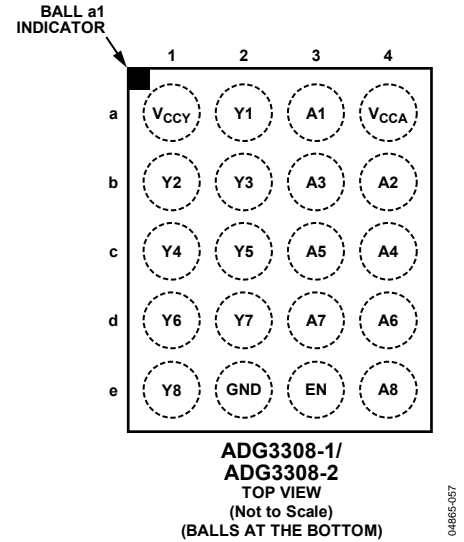 BALL a1
INDICATOR
1 2 3 4
a VCCY Y1 A1 VCCA
b Y2 Y3 A3 A2
c Y4 Y5 A5 A4
d Y6 Y7 A7 A6
e Y8 GND EN A8
ADG3308-1/
ADG3308-2
TOP VIEW
(Not to Scale)
(BALLS AT THE BOTTOM)
04865-057